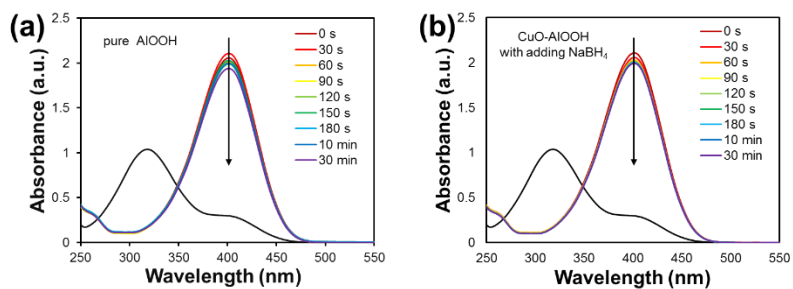 (a)
pure AlOOH
Absorbance (a.u.)
2.5
2
1.5
1
0.5
0
250 300 350 400 450 500 550
Wavelength (nm)
0 s
30 s
60 s
90 s
120 s
150 s
180 s
10 min
30 min
(b)
CuO-AlOOH
with adding NaBH₄
Absorbance (a.u.)
2.5
2
1.5
1
0.5
0
250 300 350 400 450 500 550
Wavelength (nm)
0 s
30 s
60 s
90 s
120 s
150 s
180 s
10 min
30 min